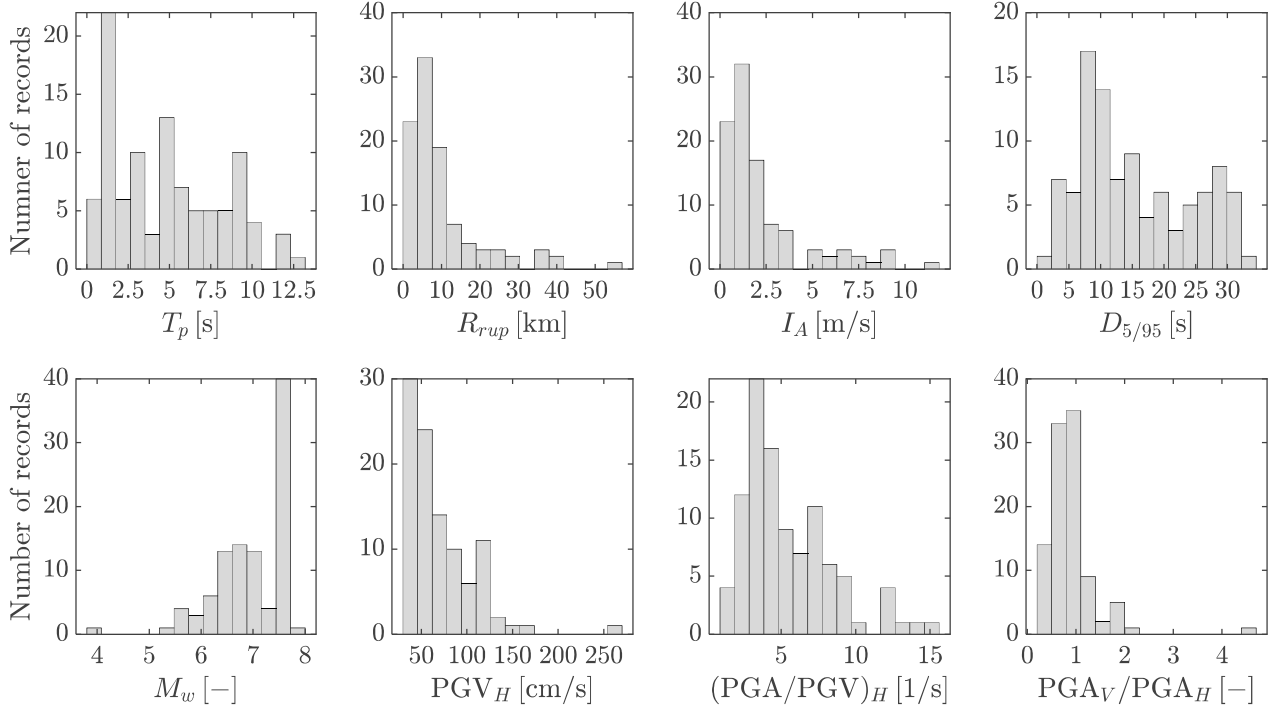 Numner of records
20
15
10
5
0
0 2.5 5 7.5 10 12.5
T_p [s]
40
30
20
10
0
0 10 20 30 40 50
R_{rup} [km]
40
30
20
10
0
0 2.5 5 7.5 10
I_A [m/s]
20
15
10
5
0
0 5 10 15 20 25 30
D_{5/95} [s]
Number of records
40
30
20
10
0
4 5 6 7 8
M_w [−]
30
20
10
0
50 100 150 200 250
PGV_H [cm/s]
20
15
10
5
0
5 10 15
(PGA/PGV)_H [1/s]
40
30
20
10
0
0 1 2 3 4
PGA_V/PGA_H [−]